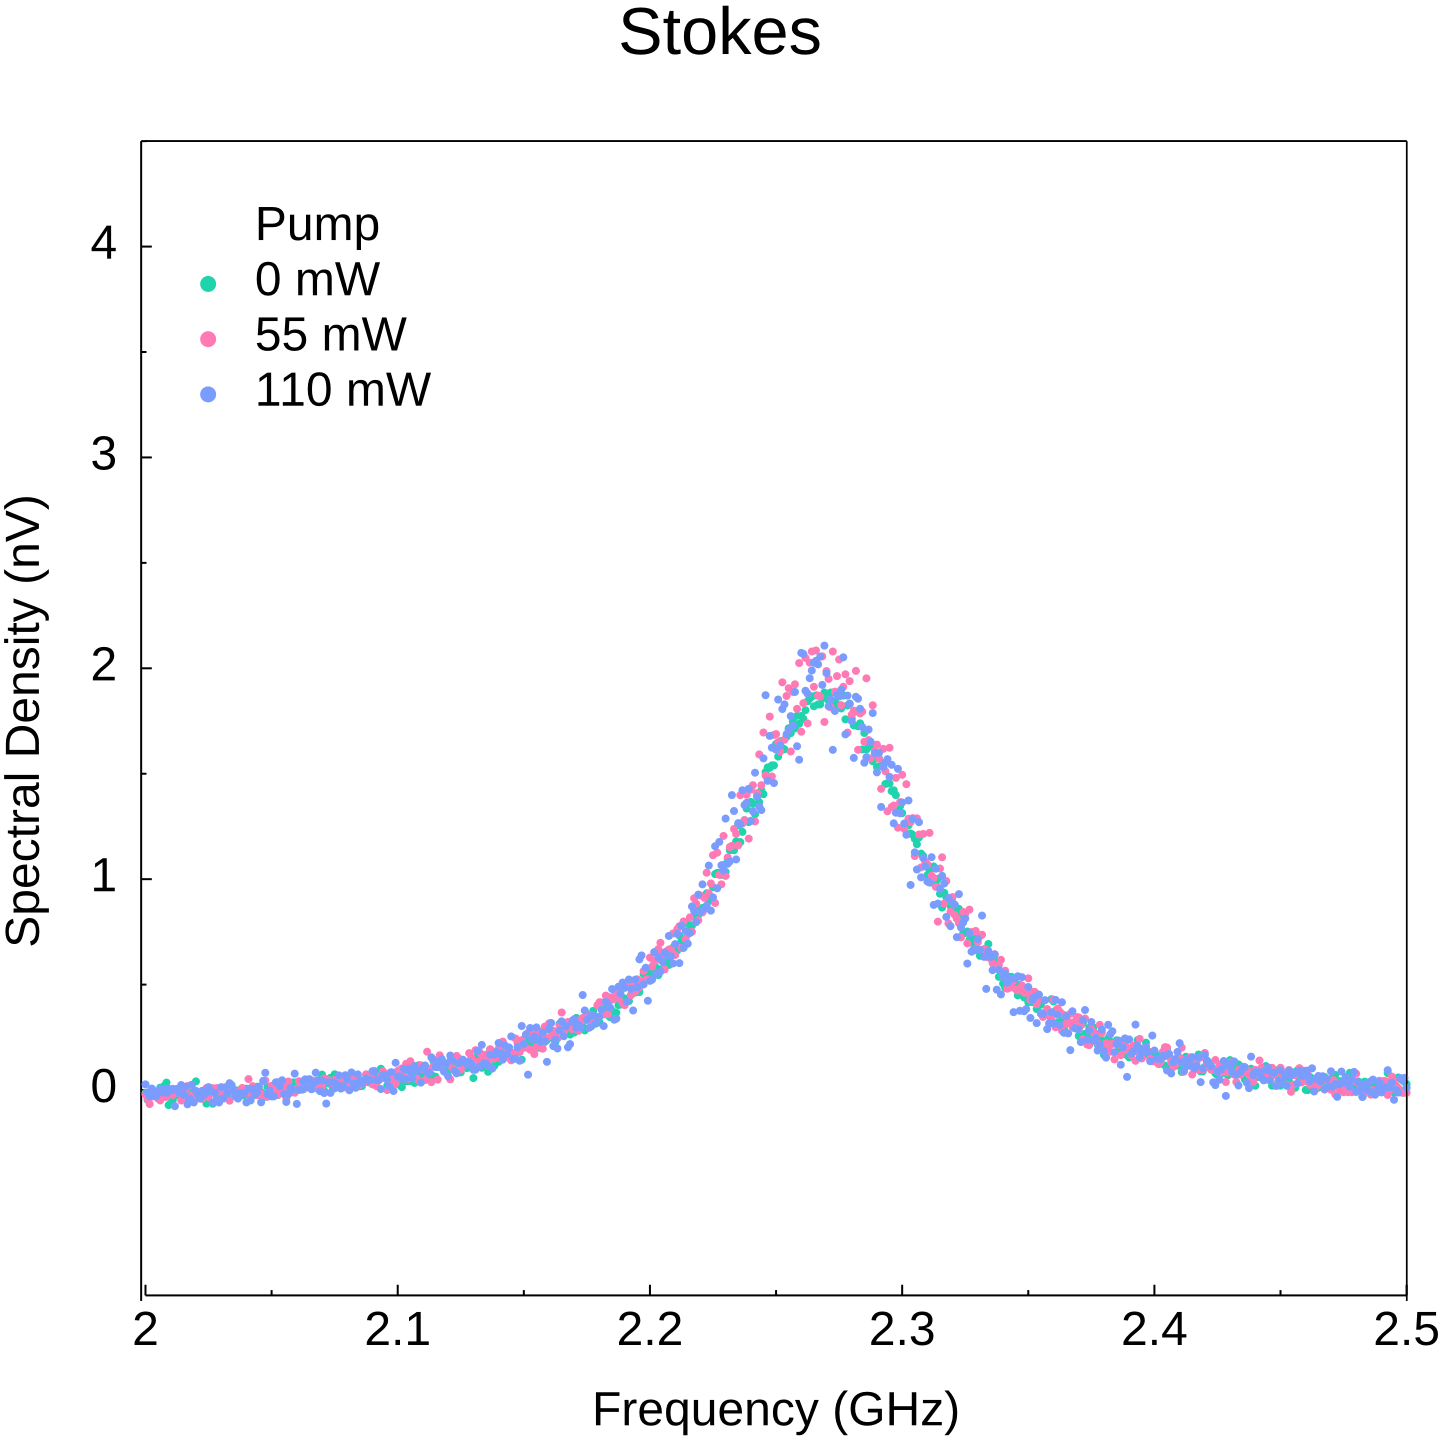 Stokes
Pump
0 mW
55 mW
110 mW
4
3
2
1
0
Spectral Density (nV)
2 2.1 2.2 2.3 2.4 2.5
Frequency (GHz)